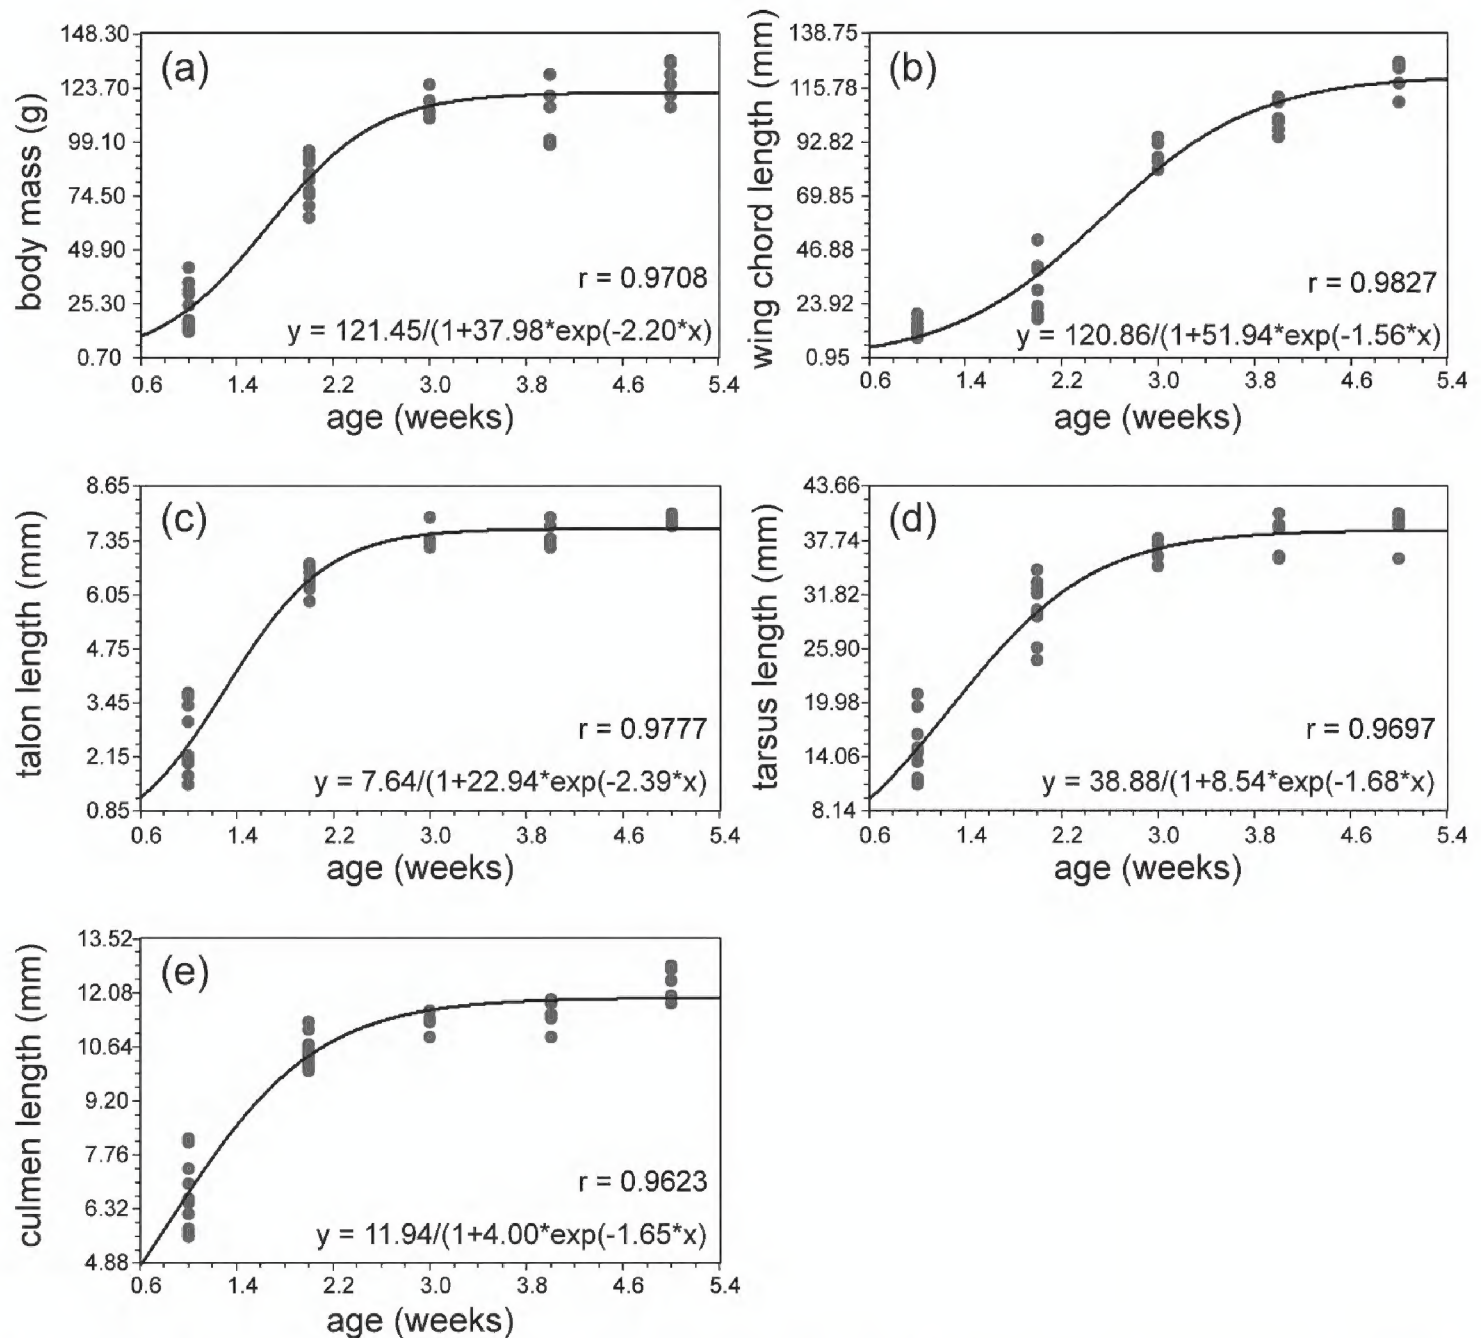 (a)
body mass (g)
148.30
123.70
99.10
74.50
49.90
25.30
0.70
r = 0.9708
y = 121.45/(1+37.98*exp(-2.20*x)
0.6 1.4 2.2 3.0 3.8 4.6 5.4
age (weeks)
(b)
wing chord length (mm)
138.75
115.78
92.82
69.85
46.88
23.92
0.95
r = 0.9827
y = 120.86/(1+51.94*exp(-1.56*x)
0.6 1.4 2.2 3.0 3.8 4.6 5.4
age (weeks)
(c)
talon length (mm)
8.65
7.35
6.05
4.75
3.45
2.15
0.85
r = 0.9777
y = 7.64/(1+22.94*exp(-2.39*x)
0.6 1.4 2.2 3.0 3.8 4.6 5.4
age (weeks)
(d)
tarsus length (mm)
43.66
37.74
31.82
25.90
19.98
14.06
8.14
r = 0.9697
y = 38.88/(1+8.54*exp(-1.68*x)
0.6 1.4 2.2 3.0 3.8 4.6 5.4
age (weeks)
(e)
culmen length (mm)
13.52
12.08
10.64
9.20
7.76
6.32
4.88
r = 0.9623
y = 11.94/(1+4.00*exp(-1.65*x)
0.6 1.4 2.2 3.0 3.8 4.6 5.4
age (weeks)